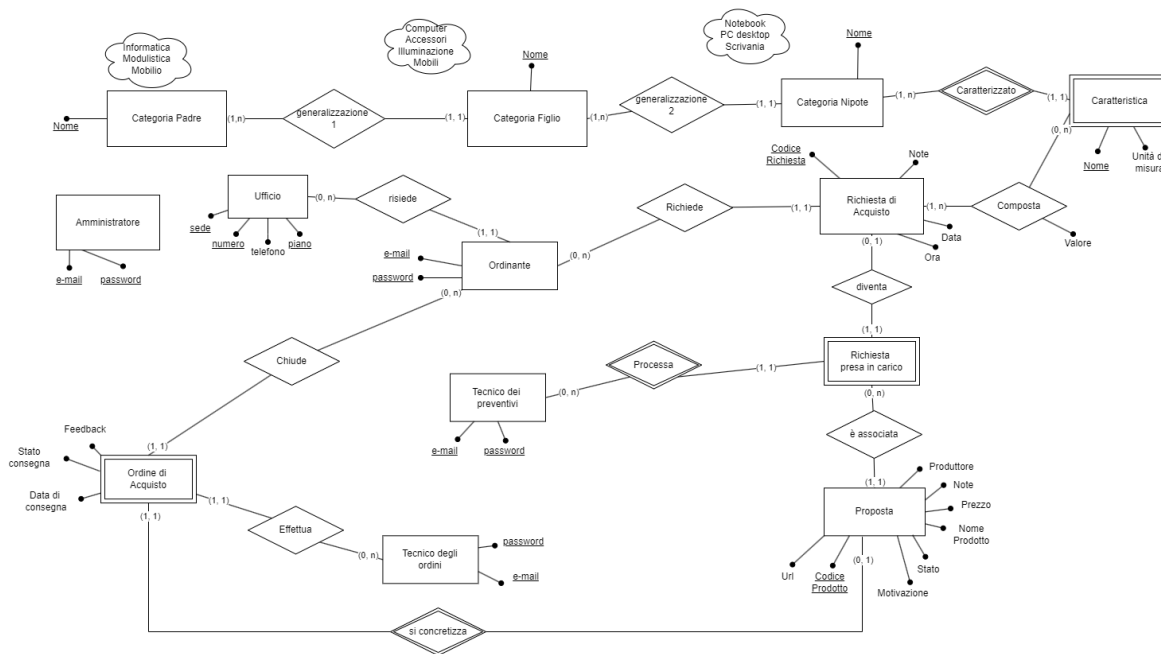 Informatica
Modulistica
Mobilio
Computer
Accessori
Illuminazione
Mobili
Notebook
PC desktop
Scrivania
Nome
Nome
Nome
Categoria Padre
(1,n)
generalizzazione
1
(1, 1)
Categoria Figlio
(1,n)
generalizzazione
2
(1, 1)
Categoria Nipote
(1, n)
Caratterizzato
(1, 1)
Caratteristica
(0, n)
Nome
Unità di
misura
Codice
Richiesta
Note
Amministratore
e-mail
password
Ufficio
(0, n)
risiede
(1, 1)
sede
numero
telefono
piano
e-mail
password
Ordinante
(0, n)
(0, n)
Richiede
(1, 1)
Richiesta di
Acquisto
(1, n)
Composta
Valore
Data
Ora
(0, 1)
diventa
(1, 1)
Chiude
(1, 1)
Processa
(1, 1)
Richiesta
presa in carico
(0, n)
Tecnico dei
preventivi
(0, n)
e-mail
password
è associata
(1, 1)
Feedback
Stato
consegna
Data di
consegna
Ordine di
Acquisto
(1, 1)
(1, 1)
Effettua
(0, n)
Tecnico degli
ordini
password
e-mail
Proposta
Produttore
Note
Prezzo
Nome
Prodotto
Stato
Motivazione
Codice
Prodotto
Url
(0, 1)
si concretizza